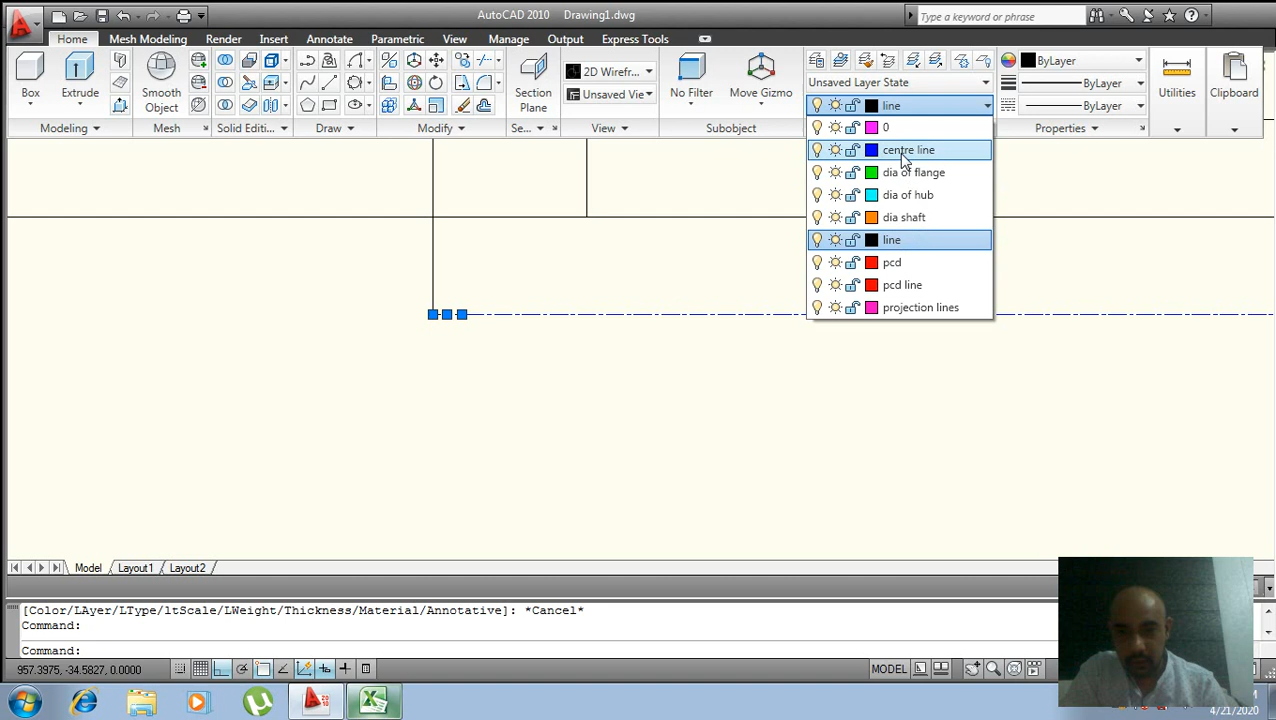 AutoCAD 2010 Drawing1.dwg
Type a keyword or phrase
Home Mesh Modeling Render Insert Annotate Parametric View Manage Output Express Tools
2D Wirefr...
ByLayer
Unsaved Layer State
Box Extrude Smooth Object Section Plane Unsaved Vie No Filter Move Gizmo
ByLayer
Utilities Clipboard
line
ByLayer
Modeling Mesh Solid Editi... Draw Modify Se... View Subobject Properties
0
centre line
dia of flange
dia of hub
dia shaft
line
pcd
pcd line
projection lines
Model Layout1 Layout2
[Color/LAyer/LType/ltScale/LWeight/Thickness/Material/Annotative]: *Cancel*
Command:
Command:
957.3975, -34.5827, 0.0000
MODEL
4/21/2020